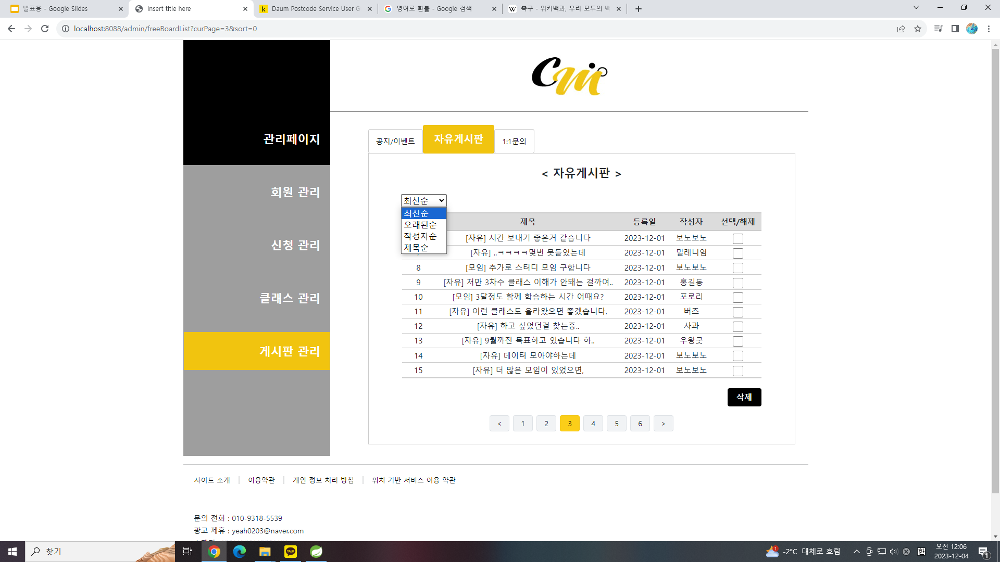 발표용 - Google Slides
Insert title here
Daum Postcode Service User G
영여로 환불 - Google 검색
축구 - 위키백과, 우리 모두의 백
localhost:8088/admin/freeBoardList?curPage=3&sort=0
cm
관리페이지
회원 관리
신청 관리
클래스 관리
게시판 관리
공지/이벤트
자유게시판
1:1문의
< 자유게시판 >
최신순
최신순
오래된순
작성자순
제목순
제목 등록일 작성자 선택/해제
[자유] 시간 보내기 좋은거 같습니다 2023-12-01 보노보노
[자유] ..ㅋㅋㅋㅋ몇번 못들었는데 2023-12-01 밀레니엄
8 [모임] 추가로 스터디 모임 구합니다 2023-12-01 보노보노
9 [자유] 저만 3차수 클래스 이해가 안돼는 걸까여.. 2023-12-01 홍길동
10 [모임] 3달정도 함께 학습하는 시간 어때요? 2023-12-01 포로리
11 [자유] 이런 클래스도 올라왔으면 좋겠습니다. 2023-12-01 버즈
12 [자유] 하고 싶었던걸 찾는중.. 2023-12-01 사과
13 [자유] 9월까진 목표하고 있습니다 하.. 2023-12-01 우왕굿
14 [자유] 데이터 모아야하는데 2023-12-01 보노보노
15 [자유] 더 많은 모임이 있었으면, 2023-12-01 보노보노
삭제
< 1 2 3 4 5 6 >
사이트 소개 | 이용약관 | 개인 정보 처리 방침 | 위치 기반 서비스 이용 약관
문의 전화 : 010-9318-5539
광고 제휴 : yeah0203@naver.com
찾기
TALK
1
-2°C 대체로 흐림
한
오전 12:06
2023-12-04
1